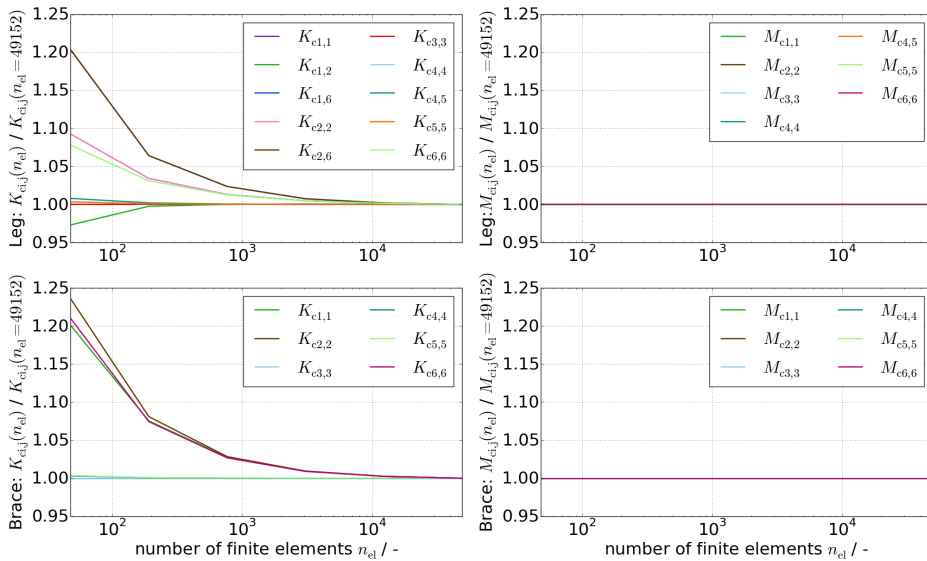 Leg: K_ci,j(n_el) / K_ci,j(n_el=49152)
1.25
1.20
1.15
1.10
1.05
1.00
0.95
10^2
10^3
10^4
K_c1,1
K_c1,2
K_c1,6
K_c2,2
K_c2,6
K_c3,3
K_c4,4
K_c4,5
K_c5,5
K_c6,6
Leg:M_ci,j(n_el) / M_ci,j(n_el=49152)
1.25
1.20
1.15
1.10
1.05
1.00
0.95
10^2
10^3
10^4
M_c1,1
M_c2,2
M_c3,3
M_c4,4
M_c4,5
M_c5,5
M_c6,6
Brace: K_ci,j(n_el) / K_ci,j(n_el=49152)
1.25
1.20
1.15
1.10
1.05
1.00
0.95
10^2
10^3
10^4
number of finite elements n_el / -
K_c1,1
K_c2,2
K_c3,3
K_c4,4
K_c5,5
K_c6,6
Brace: M_ci,j(n_el) / M_ci,j(n_el=49152)
1.25
1.20
1.15
1.10
1.05
1.00
0.95
10^2
10^3
10^4
number of finite elements n_el / -
M_c1,1
M_c2,2
M_c3,3
M_c4,4
M_c5,5
M_c6,6